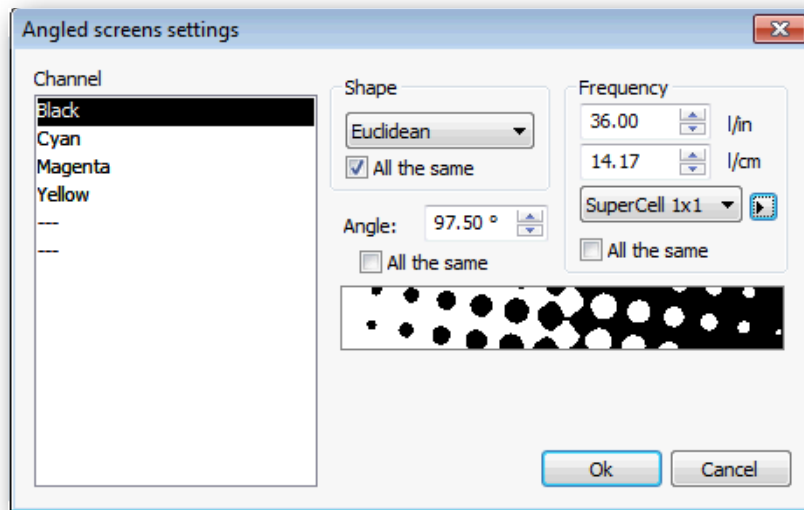 Angled screens settings
Channel
Black
Cyan
Magenta
Yellow
---
---
Shape
Euclidean
All the same
Angle: 97.50 °
All the same
Frequency
36.00 l/in
14.17 l/cm
SuperCell 1x1
All the same
Ok Cancel